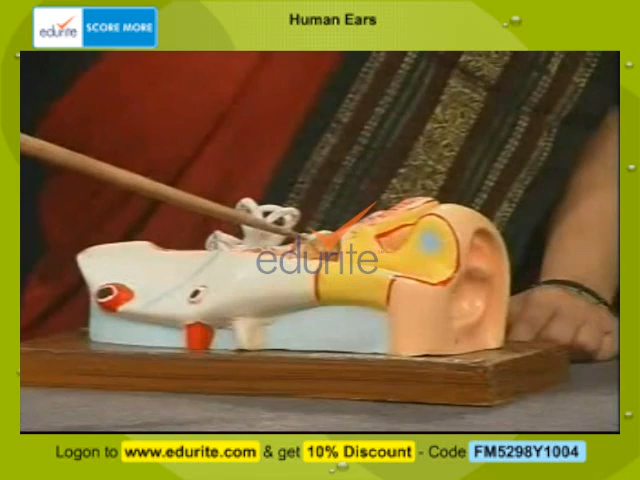 Human Ears
edurite
SCORE MORE
edurite
Logon to www.edurite.com & get 10% Discount - Code FM5298Y1004